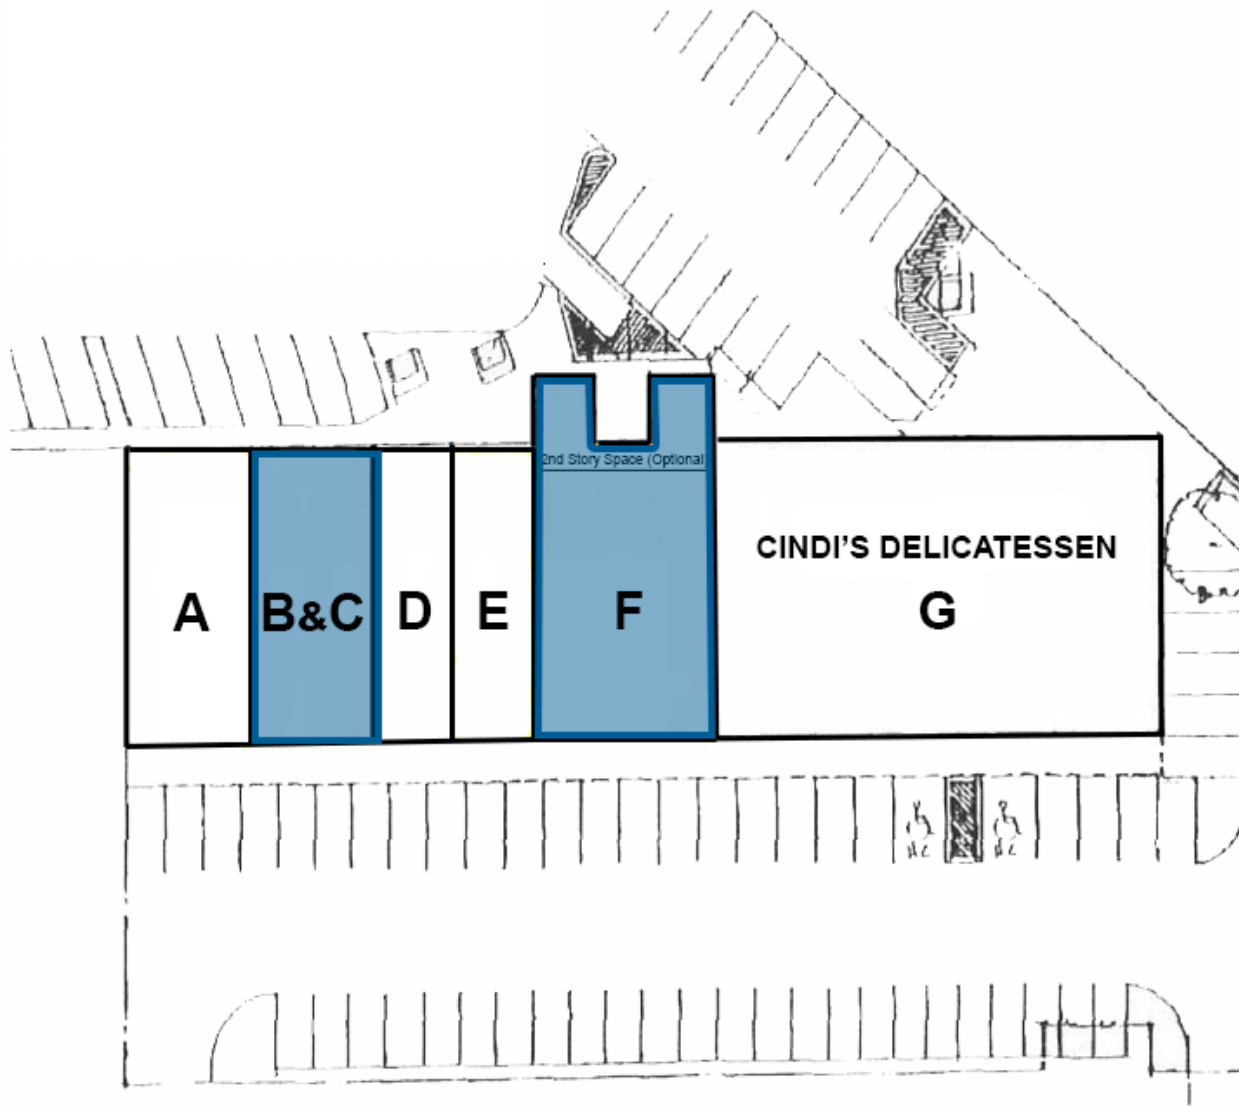 2nd Story Space (Optional)
CINDI'S DELICATESSEN
A
B&C
D
E
F
G